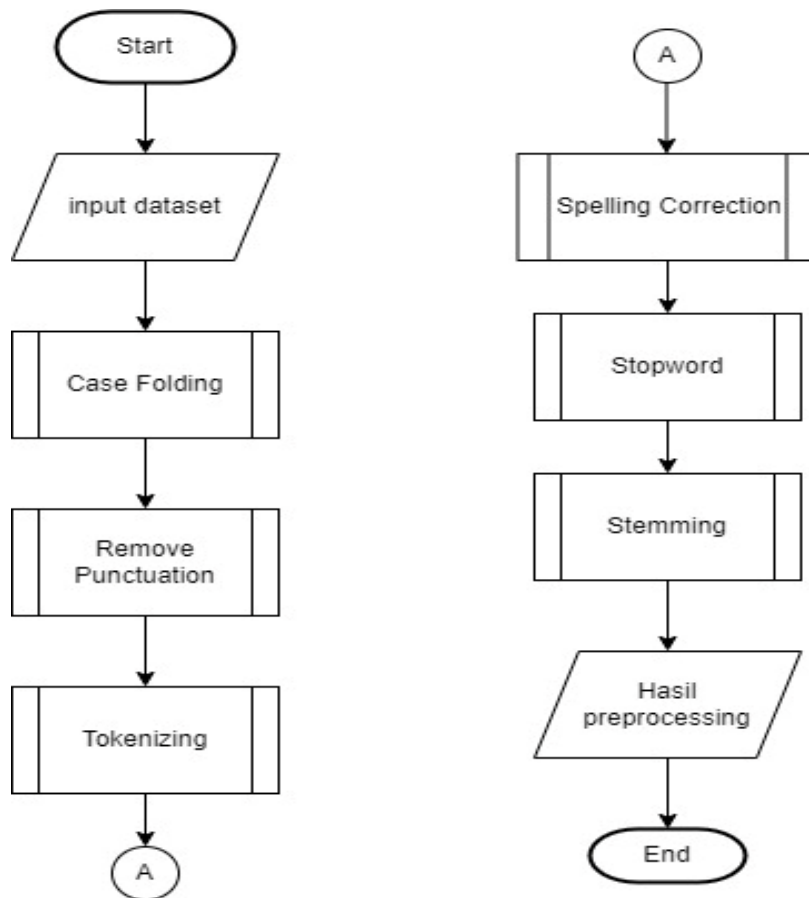 Start
input dataset
Case Folding
Remove
Punctuation
Tokenizing
A
A
Spelling Correction
Stopword
Stemming
Hasil
preprocessing
End